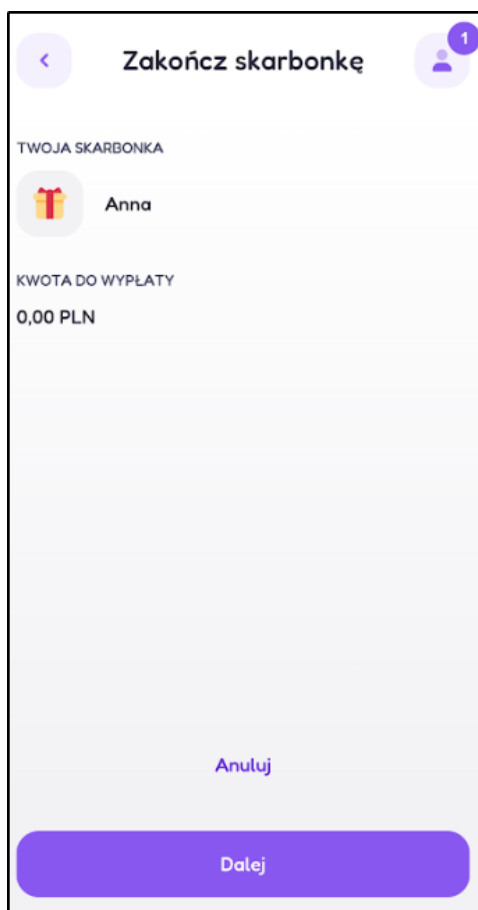 Zakończ skarbonkę
1
TWOJA SKARBONKA
Anna
KWOTA DO WYPŁATY
0,00 PLN
Anuluj
Dalej